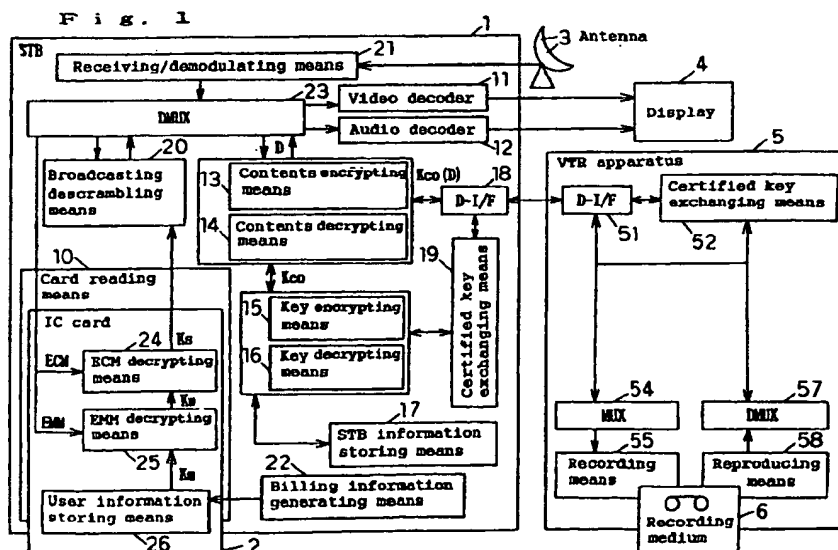 Fig. 1
1
STB
21
Receiving/demodulating means
3
Antenna
23
DMUX
11
Video decoder
Audio decoder
12
4
Display
20
Broadcasting
descrambling
means
D
13
Contents encrypting
means
14
Contents decrypting
means
Kco(D)
18
D-I/F
19
Certified key
exchanging means
Kco
15
Key encrypting
means
16
Key decrypting
means
17
STB information
storing means
22
Billing information
generating means
10
Card reading
means
IC card
24
Ks
ECM
ECM decrypting
means
EMM
EMM decrypting
means
25
User information
storing means
26
2
5
VTR apparatus
D-I/F
51
Certified key
exchanging means
52
54
MUX
55
Recording
means
57
DMUX
58
Reproducing
means
Recording
medium
6